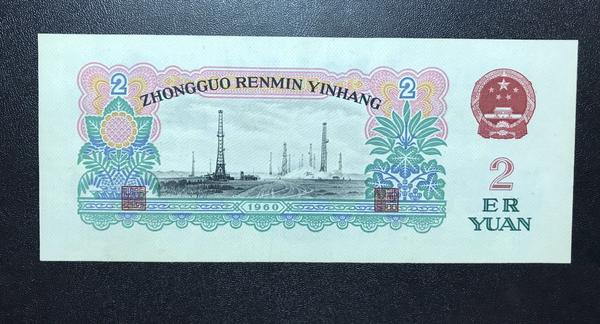 2
2
ZHONGGUO RENMIN YINHANG
1960
2
ER
YUAN